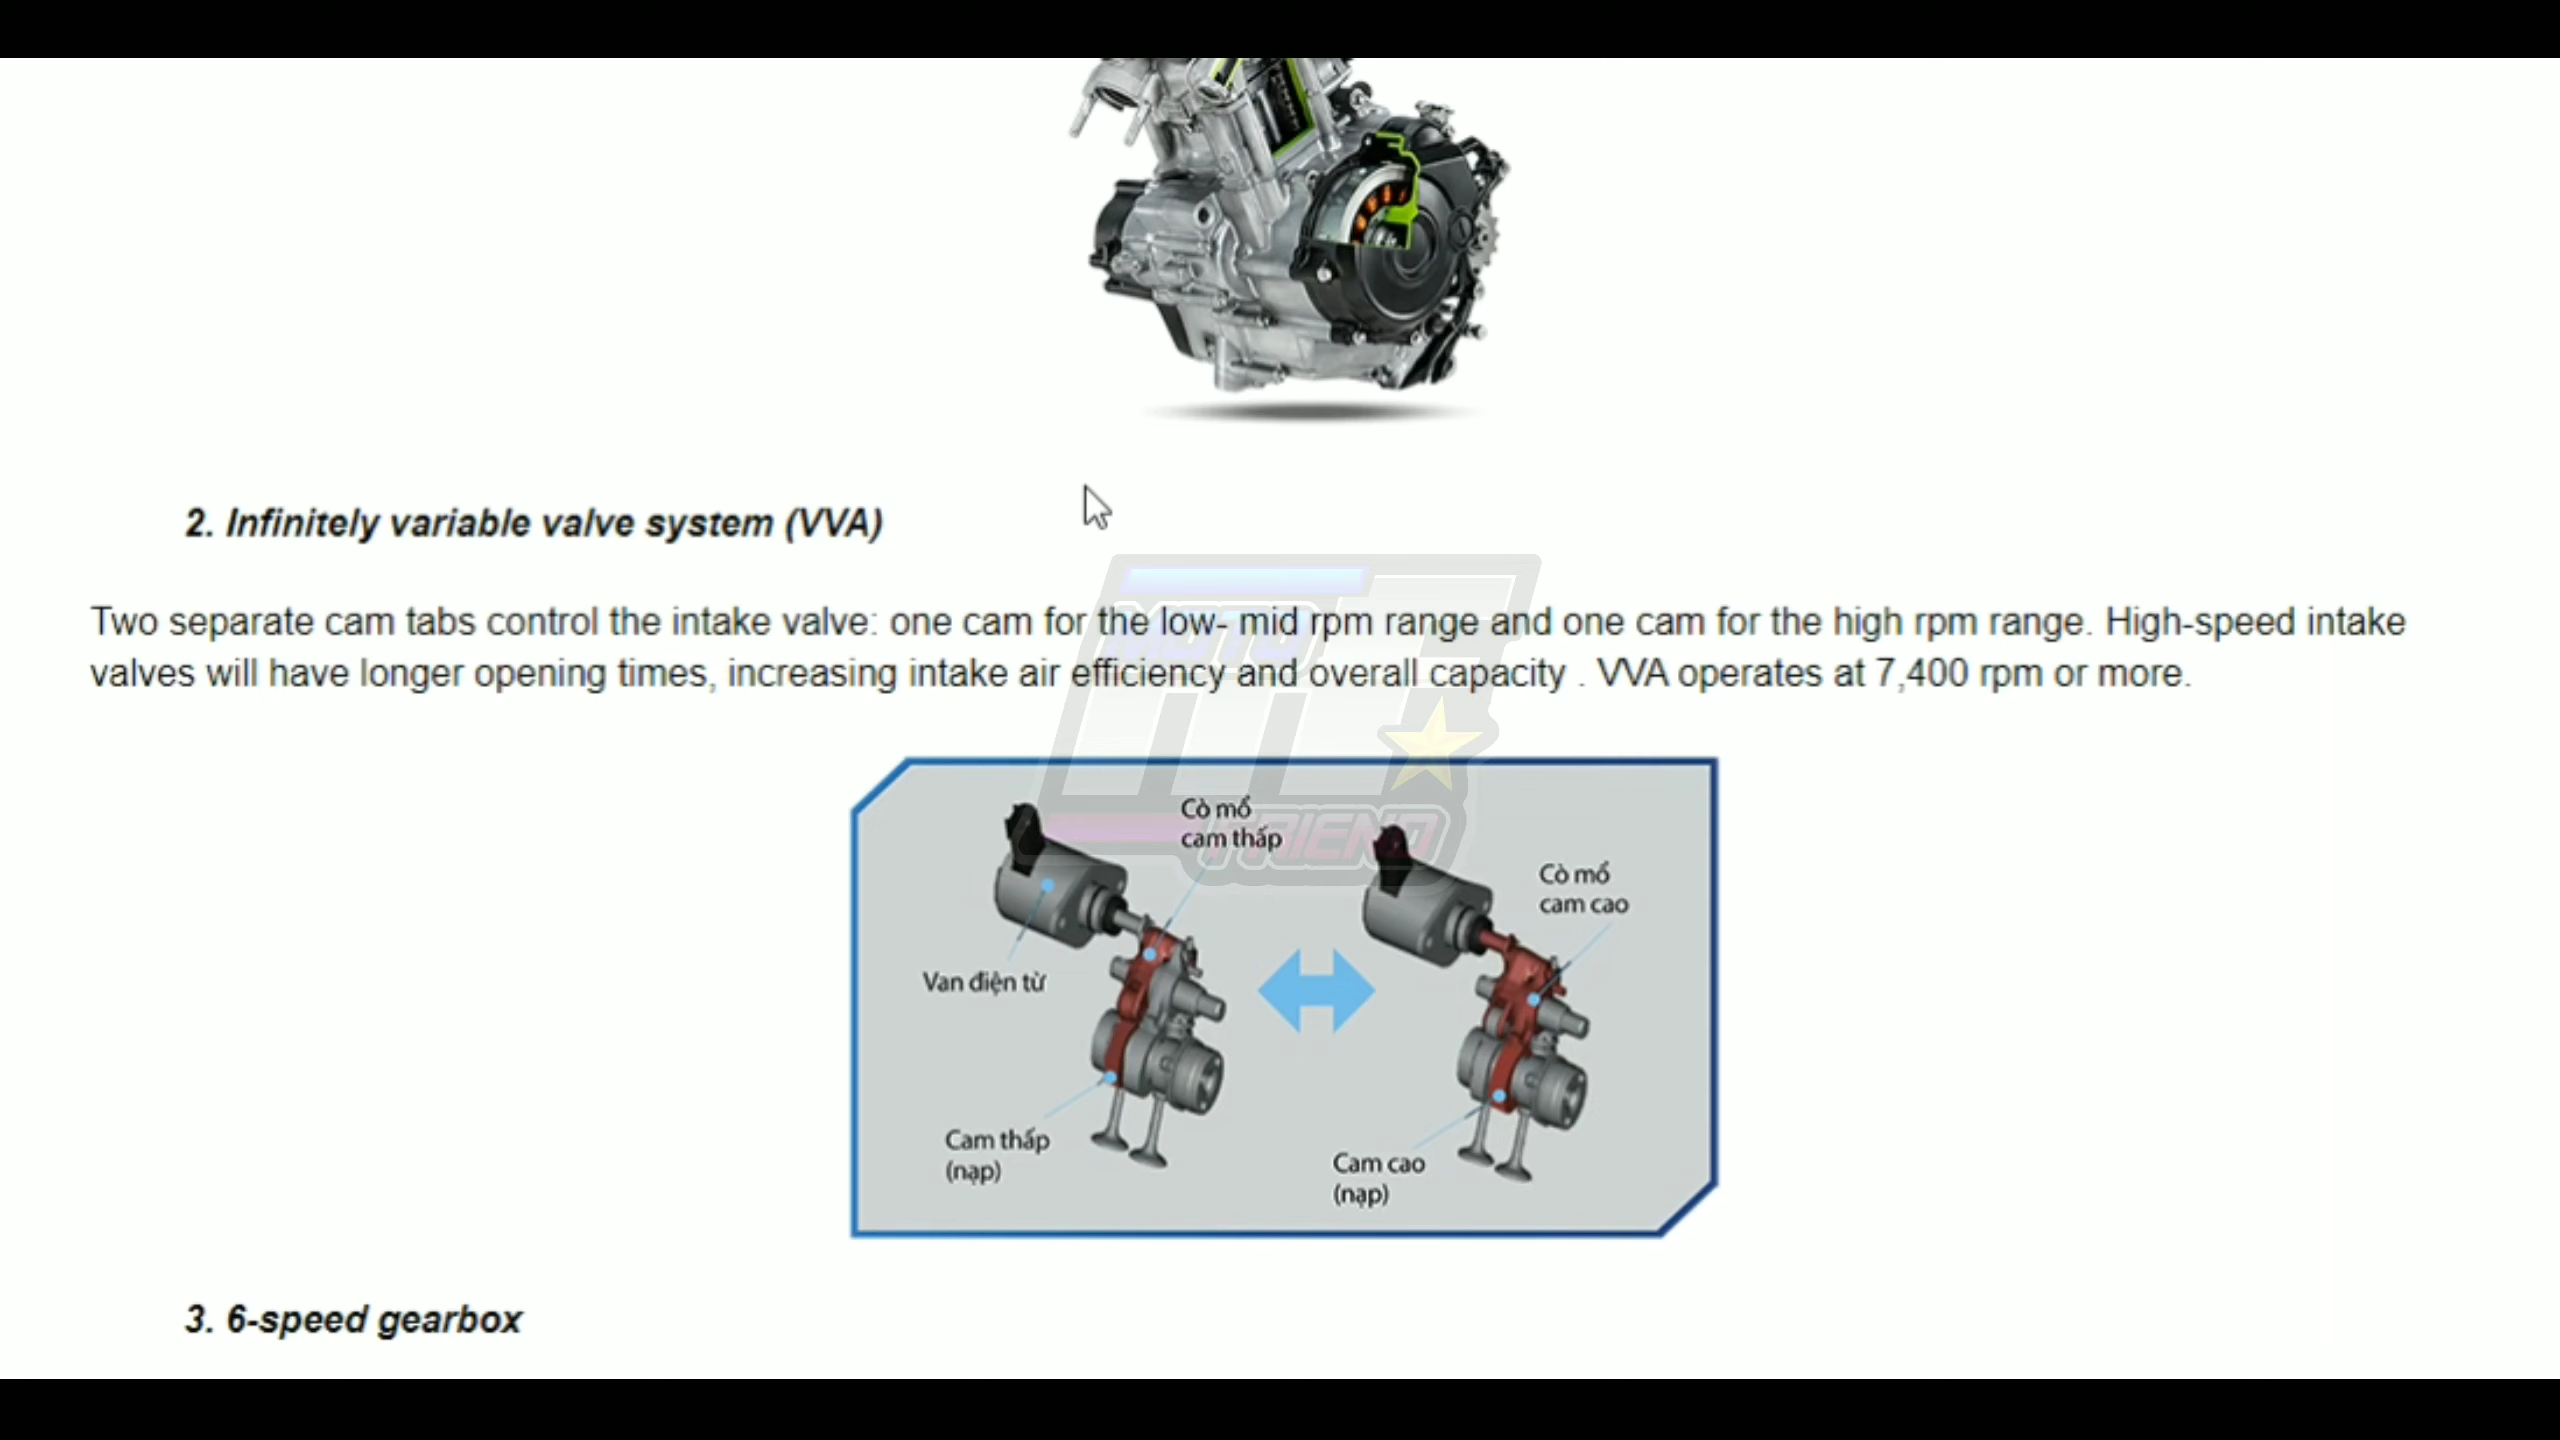 2. Infinitely variable valve system (VVA)
Two separate cam tabs control the intake valve: one cam for the low- mid rpm range and one cam for the high rpm range. High-speed intake
valves will have longer opening times, increasing intake air efficiency and overall capacity . VVA operates at 7,400 rpm or more.
MOTO
FRIEND
Cò mổ
cam thấp
Van điện từ
Cam thấp
(nạp)
Cò mổ
cam cao
Cam cao
(nạp)
3. 6-speed gearbox